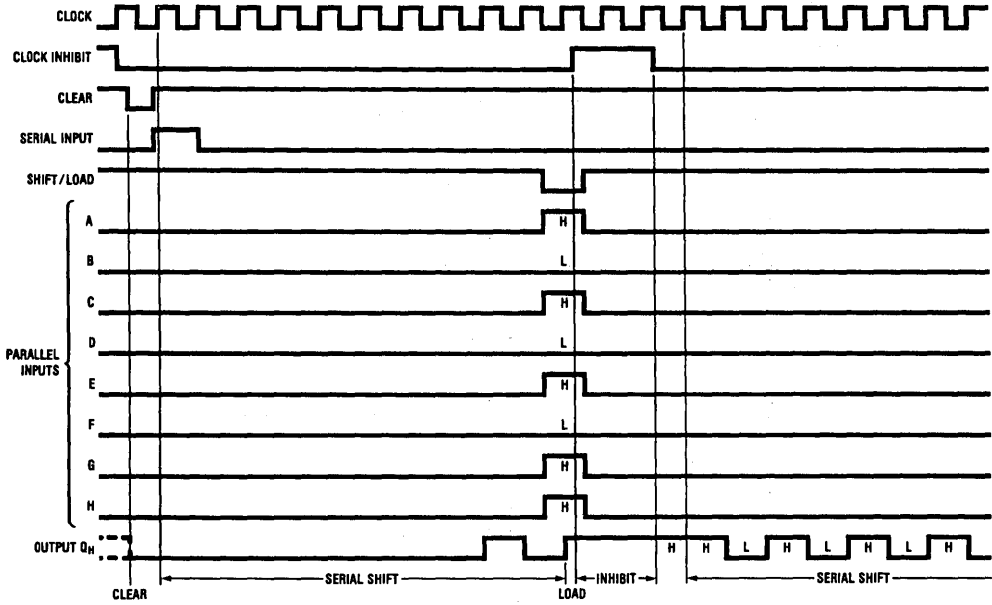 CLOCK
CLOCK INHIBIT
CLEAR
SERIAL INPUT
SHIFT/LOAD
PARALLEL
INPUTS
A H
B L
C H
D L
E H
F L
G H
H H
OUTPUT QH H H L H L H L H
SERIAL SHIFT INHIBIT SERIAL SHIFT
CLEAR LOAD